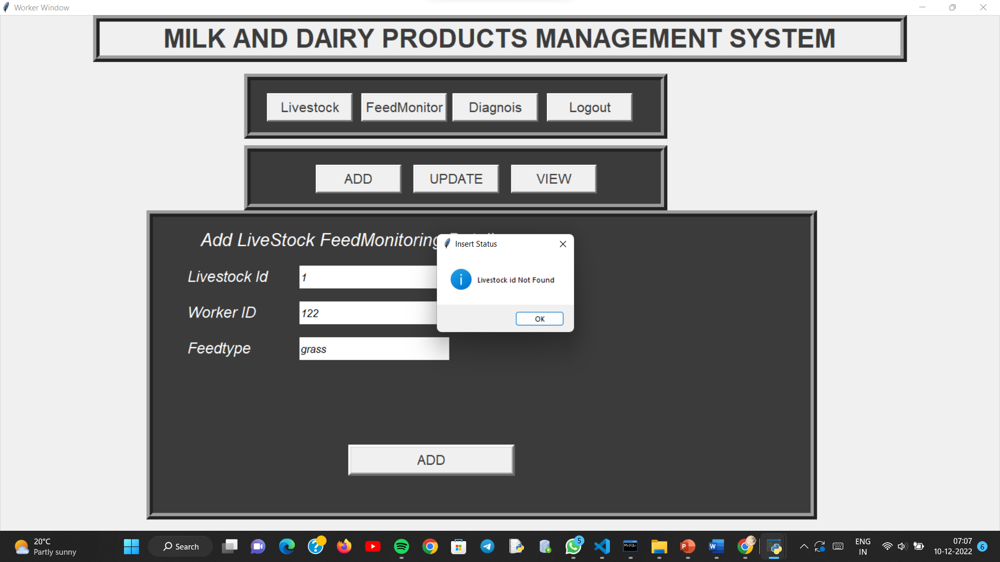 Worker Window
MILK AND DAIRY PRODUCTS MANAGEMENT SYSTEM
Livestock FeedMonitor Diagnois Logout
ADD UPDATE VIEW
Add LiveStock FeedMonitoring
Insert Status
Livestock id Not Found
OK
Livestock Id 1
Worker ID 122
Feedtype grass
ADD
20°C
Partly sunny
Search
5
MySQL
ENG
IN
07:07
10-12-2022
6